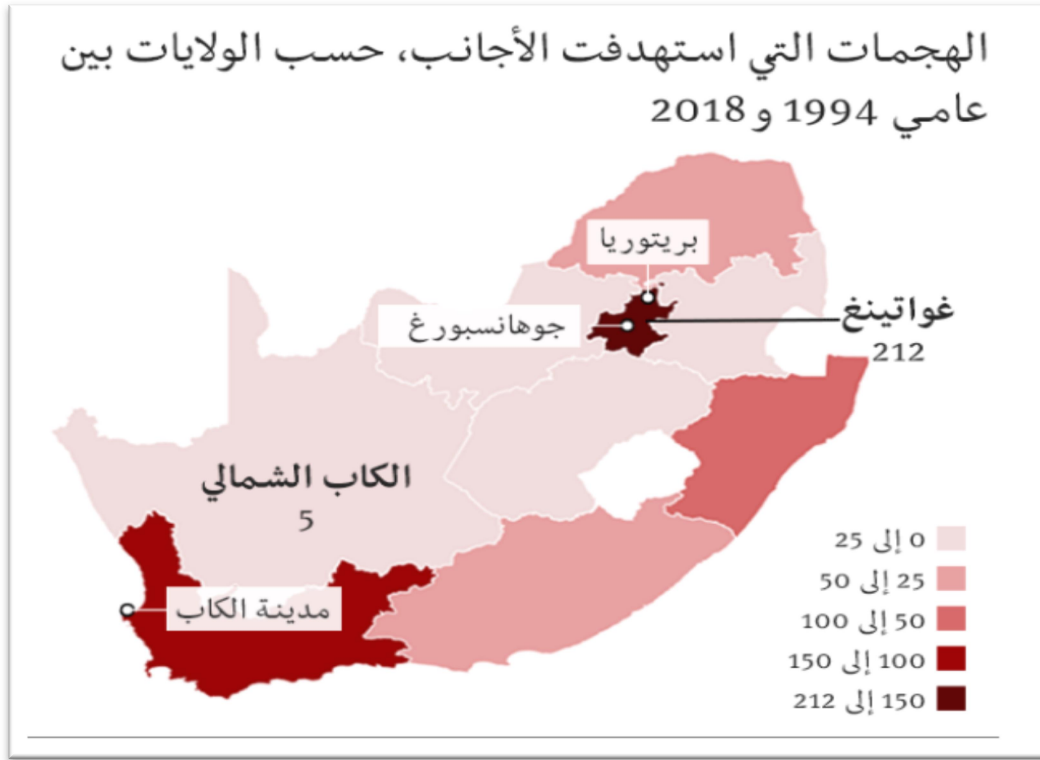 الهجمات التي استهدفت الأجانب، حسب الولايات بين
عامي 1994 و 2018
بريتوريا
غواتينغ
جوهانسبورغ
212
الكاب الشمالي
5
مدينة الكاب
0 إلى 25
25 إلى 50
50 إلى 100
100 إلى 150
150 إلى 212